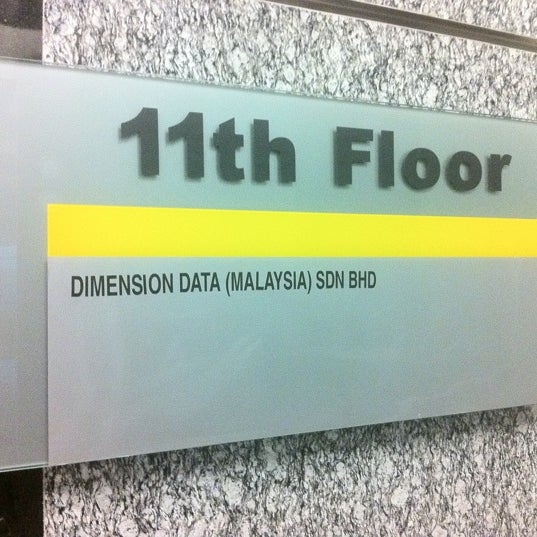 11th Floor
DIMENSION DATA (MALAYSIA) SDN BHD